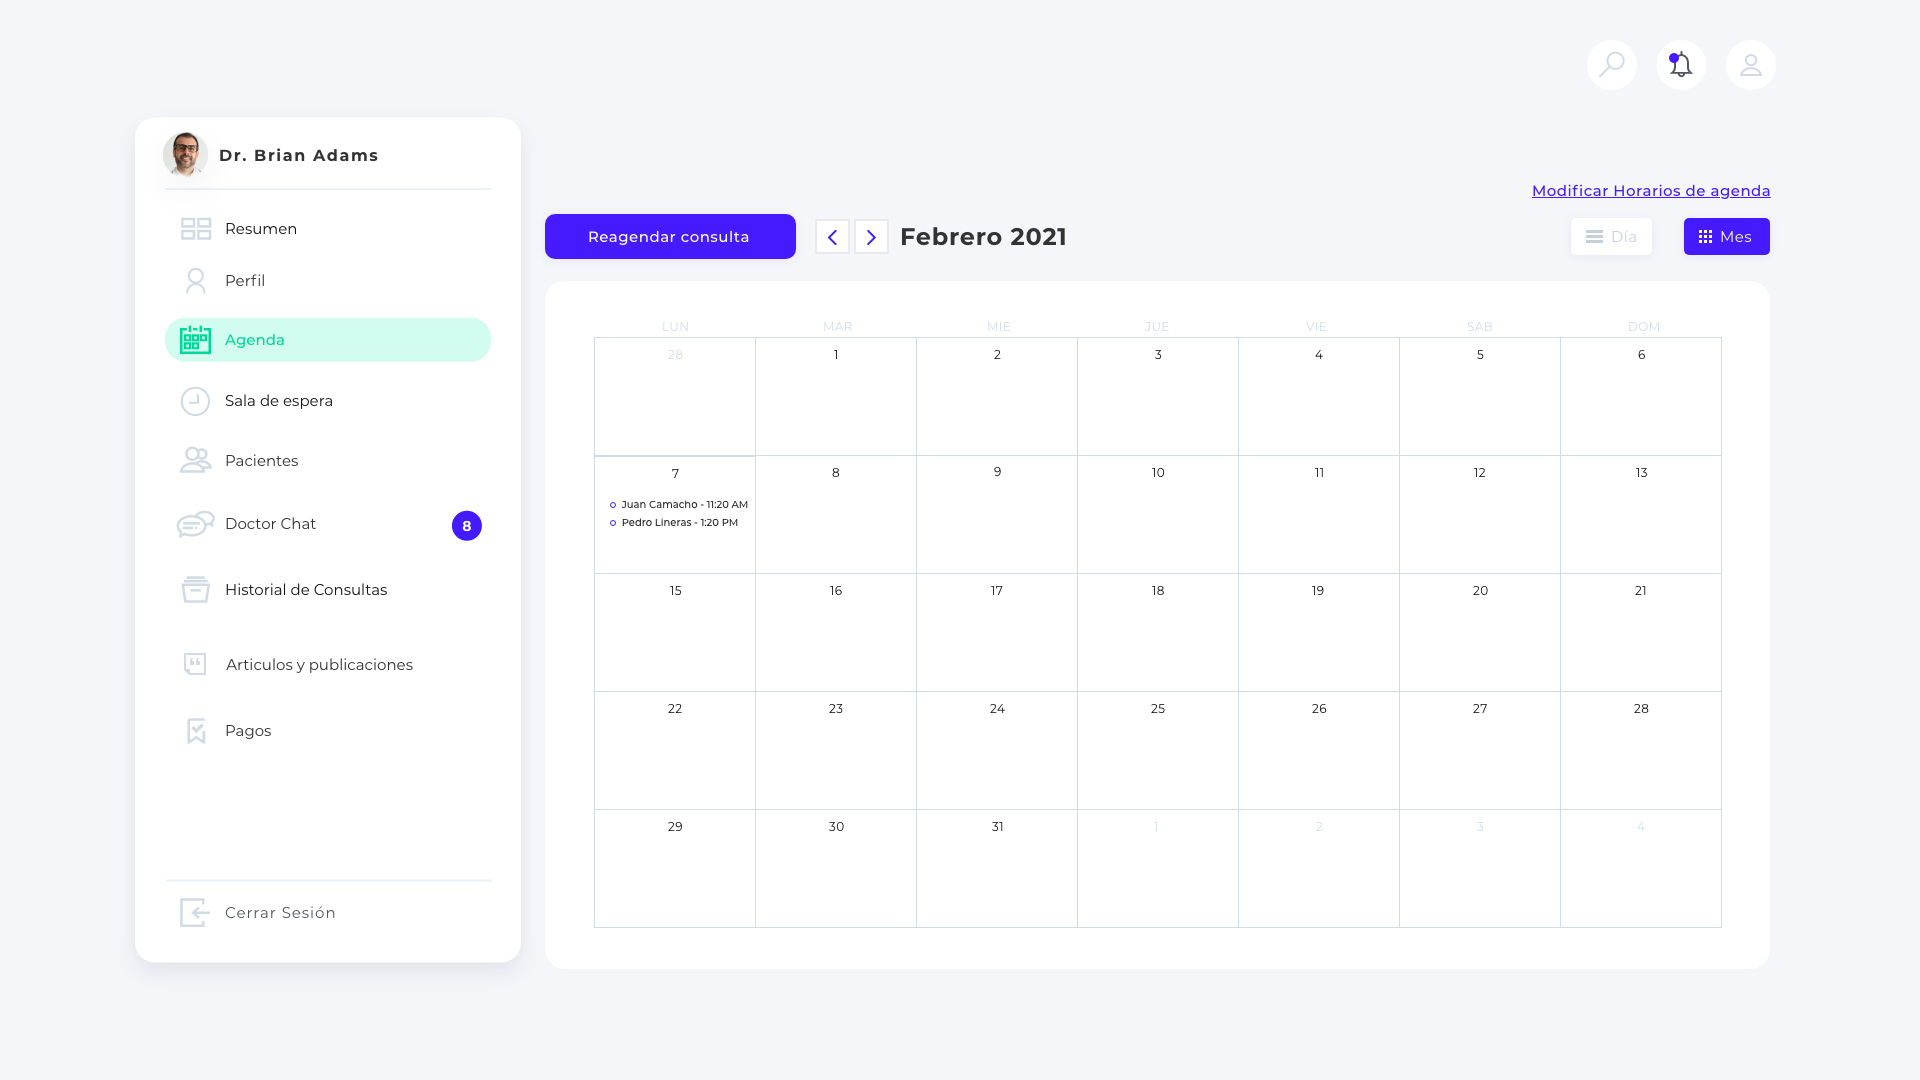 Dr. Brian Adams
Resumen
Perfil
Agenda
Sala de espera
Pacientes
Doctor Chat
8
Historial de Consultas
Articulos y publicaciones
Pagos
Cerrar Sesión
Modificar Horarios de agenda
Reagendar consulta
Febrero 2021
Día
Mes
LUN MAR MIE JUE VIE SAB DOM
28 1 2 3 4 5 6
7 8 9 10 11 12 13
Juan Camacho - 11:20 AM
Pedro Lineras - 1:20 PM
15 16 17 18 19 20 21
22 23 24 25 26 27 28
29 30 31 1 2 3 4